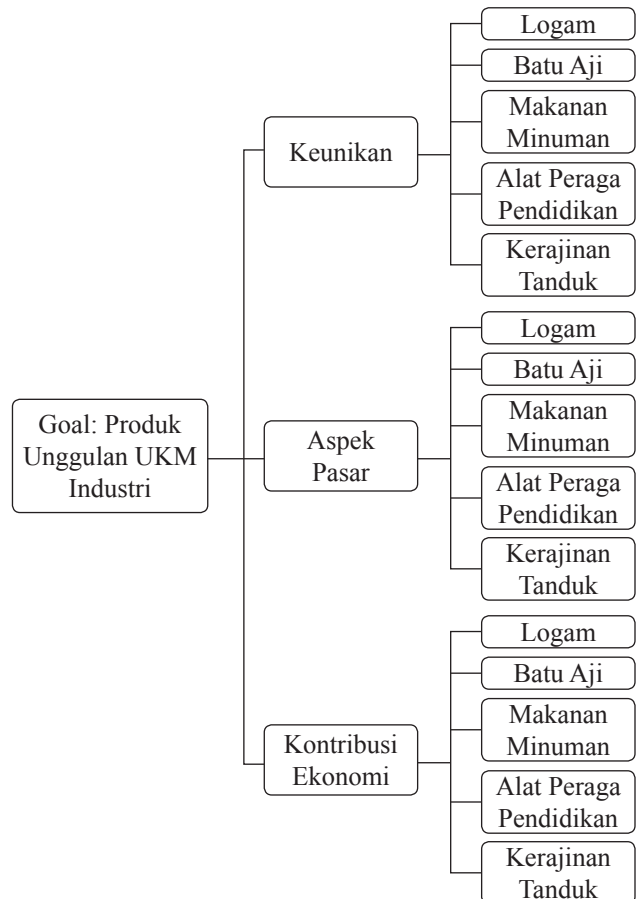 Logam
Batu Aji
Makanan
Minuman
Keunikan
Alat Peraga
Pendidikan
Kerajinan
Tanduk
Logam
Batu Aji
Goal: Produk
Unggulan UKM
Industri
Aspek
Pasar
Makanan
Minuman
Alat Peraga
Pendidikan
Kerajinan
Tanduk
Logam
Batu Aji
Makanan
Minuman
Kontribusi
Ekonomi
Alat Peraga
Pendidikan
Kerajinan
Tanduk